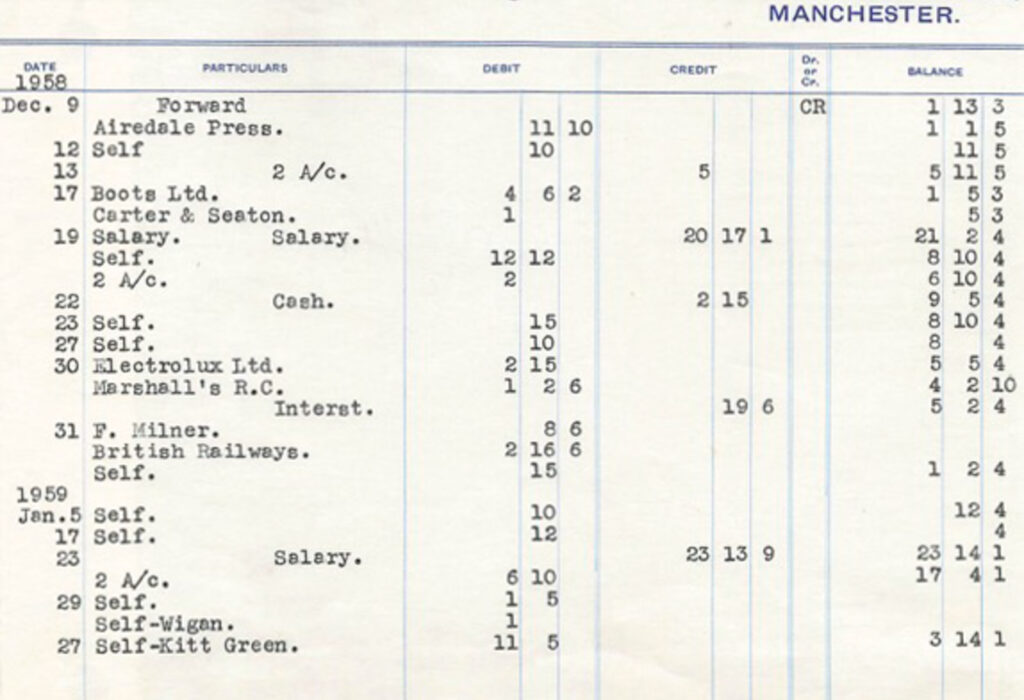 MANCHESTER.
DATE PARTICULARS DEBIT CREDIT Dr. or Cr. BALANCE
1958
Dec. 9 Forward CR 1 13 3
Airedale Press. 11 10 1 1 5
12 Self 10 11 5
13 2 A/c. 5 5 11 5
17 Boots Ltd. 4 6 2 1 5 3
Carter & Seaton. 1 5 3
19 Salary. Salary. 20 17 1 21 2 4
Self. 12 12 8 10 4
2 A/c. 2 6 10 4
22 Cash. 2 15 9 5 4
23 Self. 15 8 10 4
27 Self. 10 8 4
30 Electrolux Ltd. 2 15 5 5 4
Marshall's R.C. 1 2 6 4 2 10
Interst. 19 6 5 2 4
31 F. Milner. 8 6
British Railways. 2 16 6
Self. 15 1 2 4
1959
Jan.5 Self. 10 12 4
17 Self. 12 4
23 Salary. 23 13 9 23 14 1
2 A/c. 6 10 17 4 1
29 Self. 1 5
Self-Wigan. 1
27 Self-Kitt Green. 11 5 3 14 1